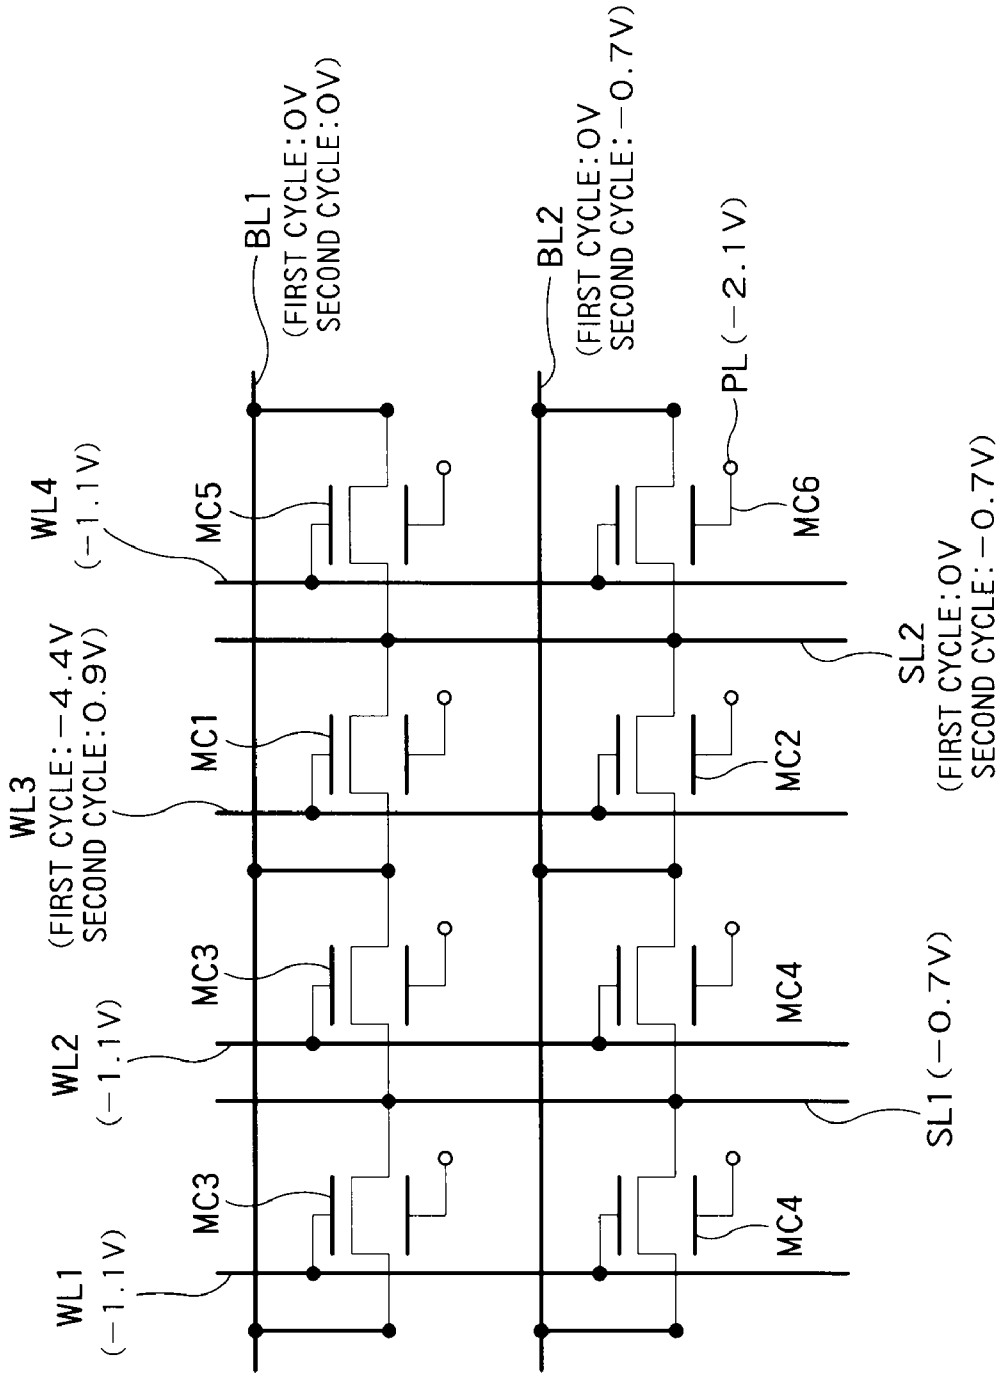 WL1
(−1.1V)
WL2
(−1.1V)
WL3
(FIRST CYCLE:−4.4V
SECOND CYCLE:0.9V)
WL4
(−1.1V)
MC3
MC3
MC1
MC5
BL1
(FIRST CYCLE:0V
SECOND CYCLE:0V)
BL2
(FIRST CYCLE:0V
SECOND CYCLE:−0.7V)
PL(−2.1V)
MC4
MC4
MC2
MC6
SL1(−0.7V)
SL2
(FIRST CYCLE:0V
SECOND CYCLE:−0.7V)